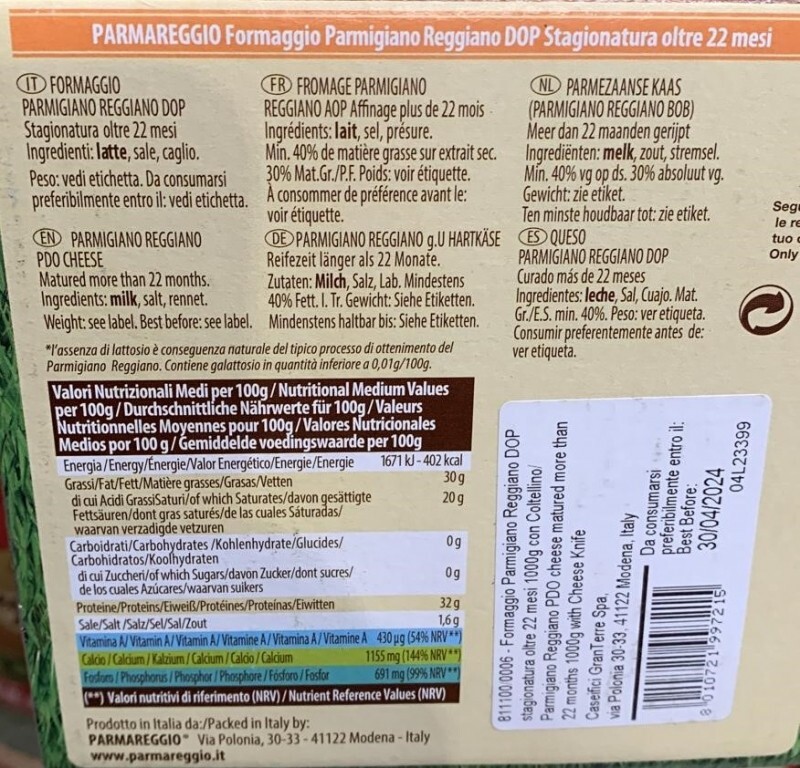 PARMAREGGIO Formaggio Parmigiano Reggiano DOP Stagionatura oltre 22 mesi
IT FORMAGGIO
PARMIGIANO REGGIANO DOP
Stagionatura oltre 22 mesi
Ingredienti: latte, sale, caglio.
Peso: vedi etichetta. Da consumarsi
preferibilmente entro il: vedi etichetta.
EN PARMIGIANO REGGIANO
PDO CHEESE
Matured more than 22 months.
Ingredients: milk, salt, rennet.
Weight: see label. Best before: see label.
FR FROMAGE PARMIGIANO
REGGIANO AOP Affinage plus de 22 mois
Ingrédients: lait, sel, présure.
Min. 40% de matière grasse sur extrait sec.
30% Mat.Gr./P.F. Poids: voir étiquette.
À consommer de préférence avant le:
voir étiquette.
DE PARMIGIANO REGGIANO g.U HARTKÄSE
Reifezeit länger als 22 Monate.
Zutaten: Milch, Salz, Lab. Mindestens
40% Fett. I. Tr. Gewicht: Siehe Etiketten.
Mindenstens haltbar bis: Siehe Etiketten.
NL PARMEZAANSE KAAS
(PARMIGIANO REGGIANO BOB)
Meer dan 22 maanden gerijpt
Ingrediënten: melk, zout, stremsel.
Min. 40% vg op ds. 30% absoluut vg.
Gewicht: zie etiket.
Ten minste houdbaar tot: zie etiket.
ES QUESO
PARMIGIANO REGGIANO DOP
Curado más de 22 meses
Ingredientes: leche, Sal, Cuajo. Mat.
Gr./E.S. min. 40%. Peso: ver etiqueta.
Consumir preferentemente antes de:
ver etiqueta.
Segu
le re
tuo
Only
*l'assenza di lattosio è conseguenza naturale del tipico processo di ottenimento del
Parmigiano Reggiano. Contiene galattosio in quantità inferiore a 0,01g/100g.
Valori Nutrizionali Medi per 100g / Nutritional Medium Values
per 100g / Durchschnittliche Nährwerte für 100g / Valeurs
Nutritionnelles Moyennes pour 100g / Valores Nutricionales
Medios por 100 g / Gemiddelde voedingswaarde per 100g
Energia/Energy/Énergie/Valor Energético/Energie/Energie 1671 kJ - 402 kcal
Grassi/Fat/Fett/Matière grasses/Grasas/Vetten 30 g
di cui Acidi GrassiSaturi/of which Saturates/davon gesättigte 20 g
Fettsäuren/dont gras saturés/de las cuales Sáturadas/
waarvan verzadigde vetzuren
Carboidrati/Carbohydrates /Kohlenhydrate/Glucides/ 0 g
Carbohidratos/Koolhydraten
di cui Zuccheri/of which Sugars/davon Zucker/dont sucres/ 0 g
de los cuales Azúcares/waarvan suikers
Proteine/Proteins/Eiweiß/Protéines/Proteínas/Eiwitten 32 g
Sale/Salt /Salz/Sel/Sal/Zout 1,6 g
Vitamina A/ Vitamin A/ Vitamin A/ Vitamine A / Vitamina A / Vitamine A 430 µg (54% NRV**)
Calcio / Calcium / Kalzium / Calcium / Calcio / Calcium 1155 mg (144% NRV**)
Fosforo / Phosphorus / Phosphor / Phosphore / Fósforo / Fosfor 691 mg (99% NRV**)
(**) Valori nutritivi di riferimento (NRV) / Nutrient Reference Values (NRV)
Prodotto in Italia da:/Packed in Italy by:
PARMAREGGIO® Via Polonia, 30-33 - 41122 Modena - Italy
www.parmareggio.it
811100/0006 - Formaggio Parmigiano Reggiano DOP
stagionatura oltre 22 mesi 1000g con Coltellino/
Parmigiano Reggiano PDO cheese matured more than
22 months 1000g with Cheese Knife
Caseifici GranTerre Spa,
via Polonia 30-33, 41122 Modena, Italy
Da consumarsi
preferibilmente entro il:
Best Before:
30/04/2024
04L23399
8 010721 997215